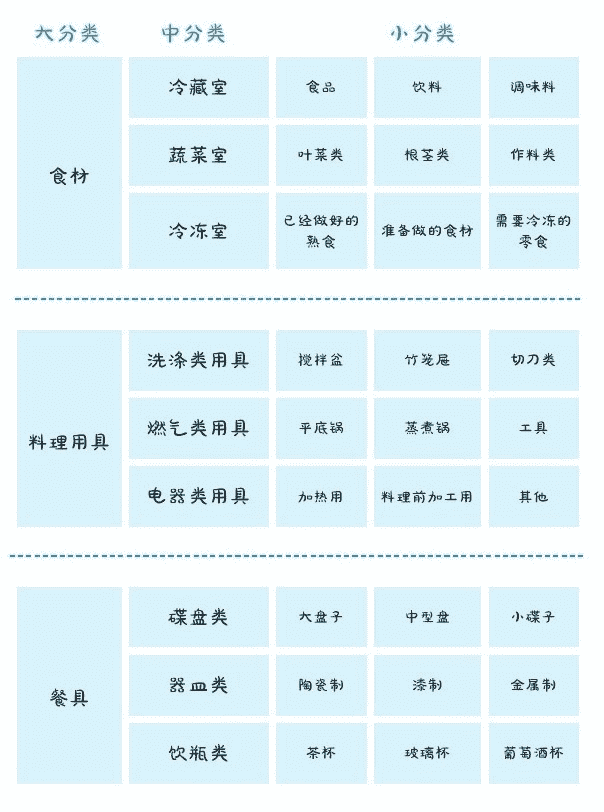 大分类 中分类 小分类
食材
冷藏室 食品 饮料 调味料
蔬菜室 叶菜类 根茎类 作料类
冷冻室 已经做好的熟食 准备做的食材 需要冷冻的零食
料理用具
洗涤类用具 搅拌盆 竹笼屉 切刀类
燃气类用具 平底锅 蒸煮锅 工具
电器类用具 加热用 料理前加工用 其他
餐具
碟盘类 大盘子 中型盘 小碟子
器皿类 陶瓷制 漆制 金属制
饮瓶类 茶杯 玻璃杯 葡萄酒杯